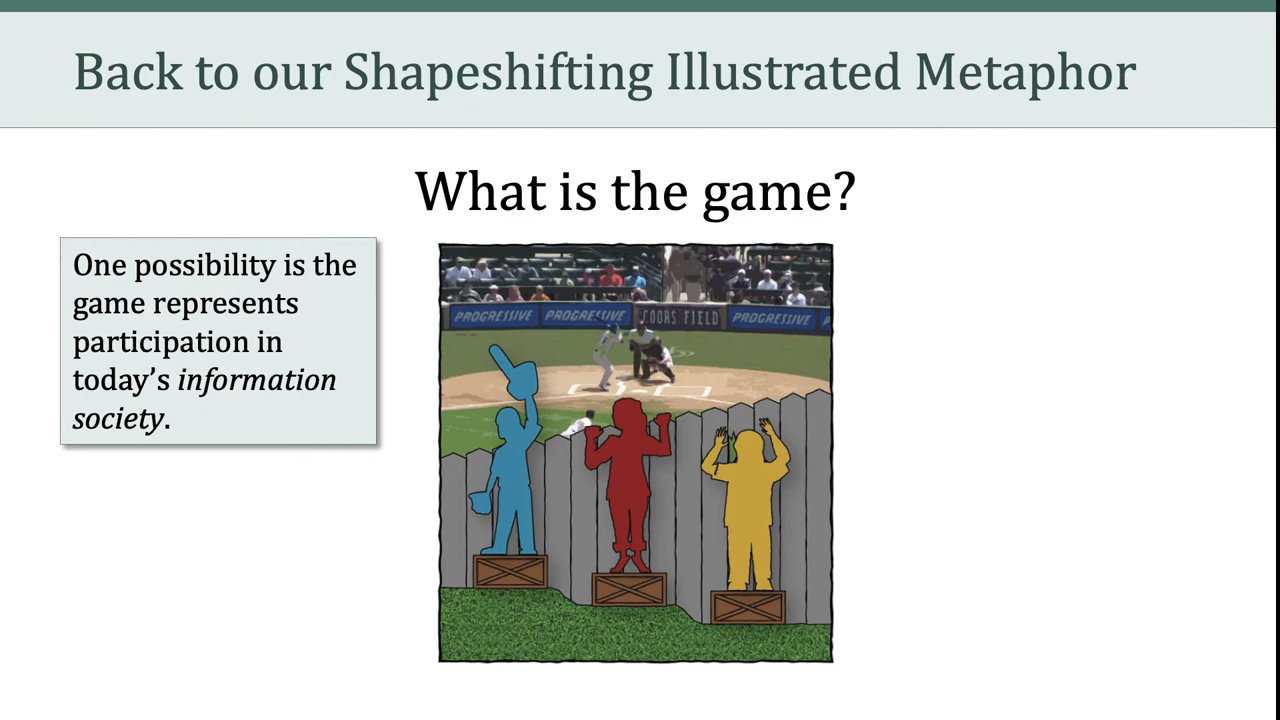 Back to our Shapeshifting Illustrated Metaphor
What is the game?
One possibility is the
game represents
participation in
today's information
society.
PROGRESSIVE PROGRESSIVE COORS FIELD PROGRESSIVE